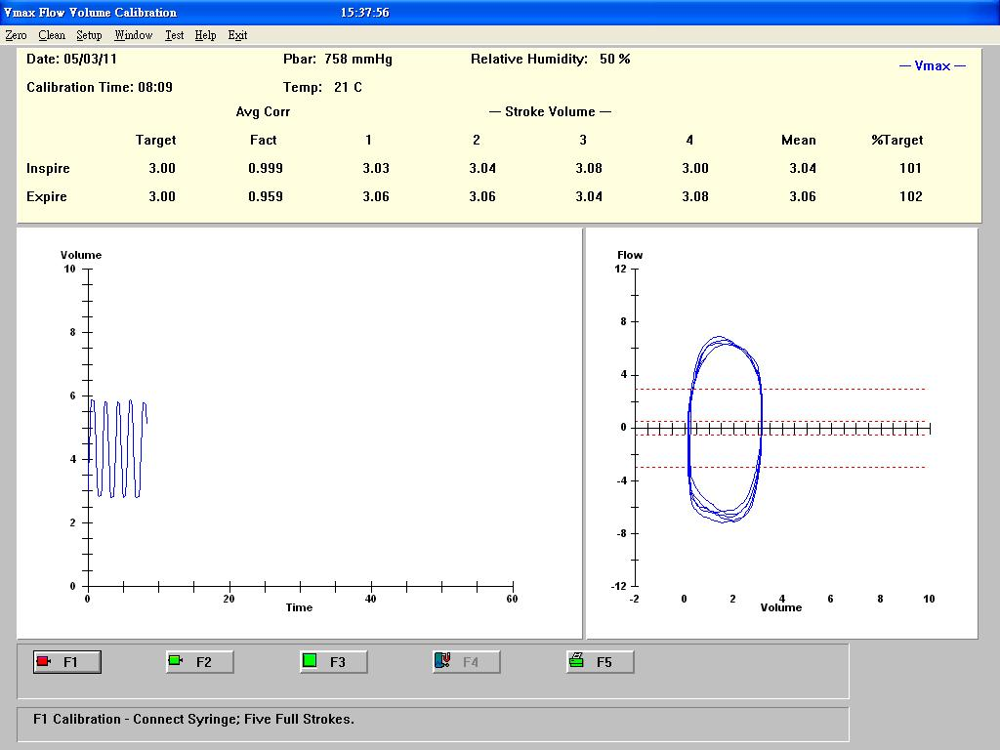 Vmax Flow Volume Calibration 15:37:56
Zero Clean Setup Window Test Help Exit
Date: 05/03/11 Pbar: 758 mmHg Relative Humidity: 50 % — Vmax —
Calibration Time: 08:09 Temp: 21 C
Avg Corr — Stroke Volume —
Target Fact 1 2 3 4 Mean %Target
Inspire 3.00 0.999 3.03 3.04 3.08 3.00 3.04 101
Expire 3.00 0.959 3.06 3.06 3.04 3.08 3.06 102
Volume
10
8
6
4
2
0
0 20 40 60
Time
Flow
12
8
4
0
-4
-8
-12
-2 0 2 4 6 8 10
Volume
F1 F2 F3 F4 F5
F1 Calibration - Connect Syringe; Five Full Strokes.